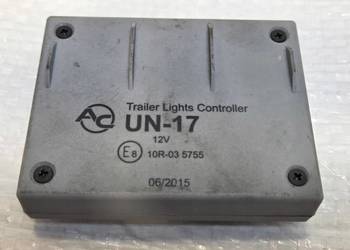 AC
Trailer Lights Controller
UN-17
12V
E8 10R-03 5755
06/2015